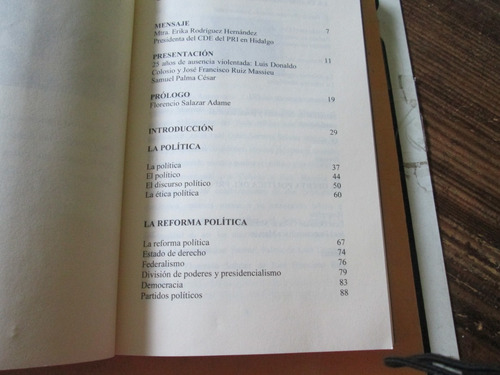 MENSAJE
Mtra. Erika Rodríguez Hernández 7
Presidenta del CDE del PRI en Hidalgo
PRESENTACIÓN
25 años de ausencia violentada: Luis Donaldo 11
Colosio y José Francisco Ruiz Massieu
Samuel Palma César
PRÓLOGO
Florencio Salazar Adame 19
INTRODUCCIÓN 29
LA POLÍTICA
La política 37
El político 44
El discurso político 50
La ética política 60
LA REFORMA POLÍTICA
La reforma política 67
Estado de derecho 74
Federalismo 76
División de poderes y presidencialismo 79
Democracia 83
Partidos políticos 88